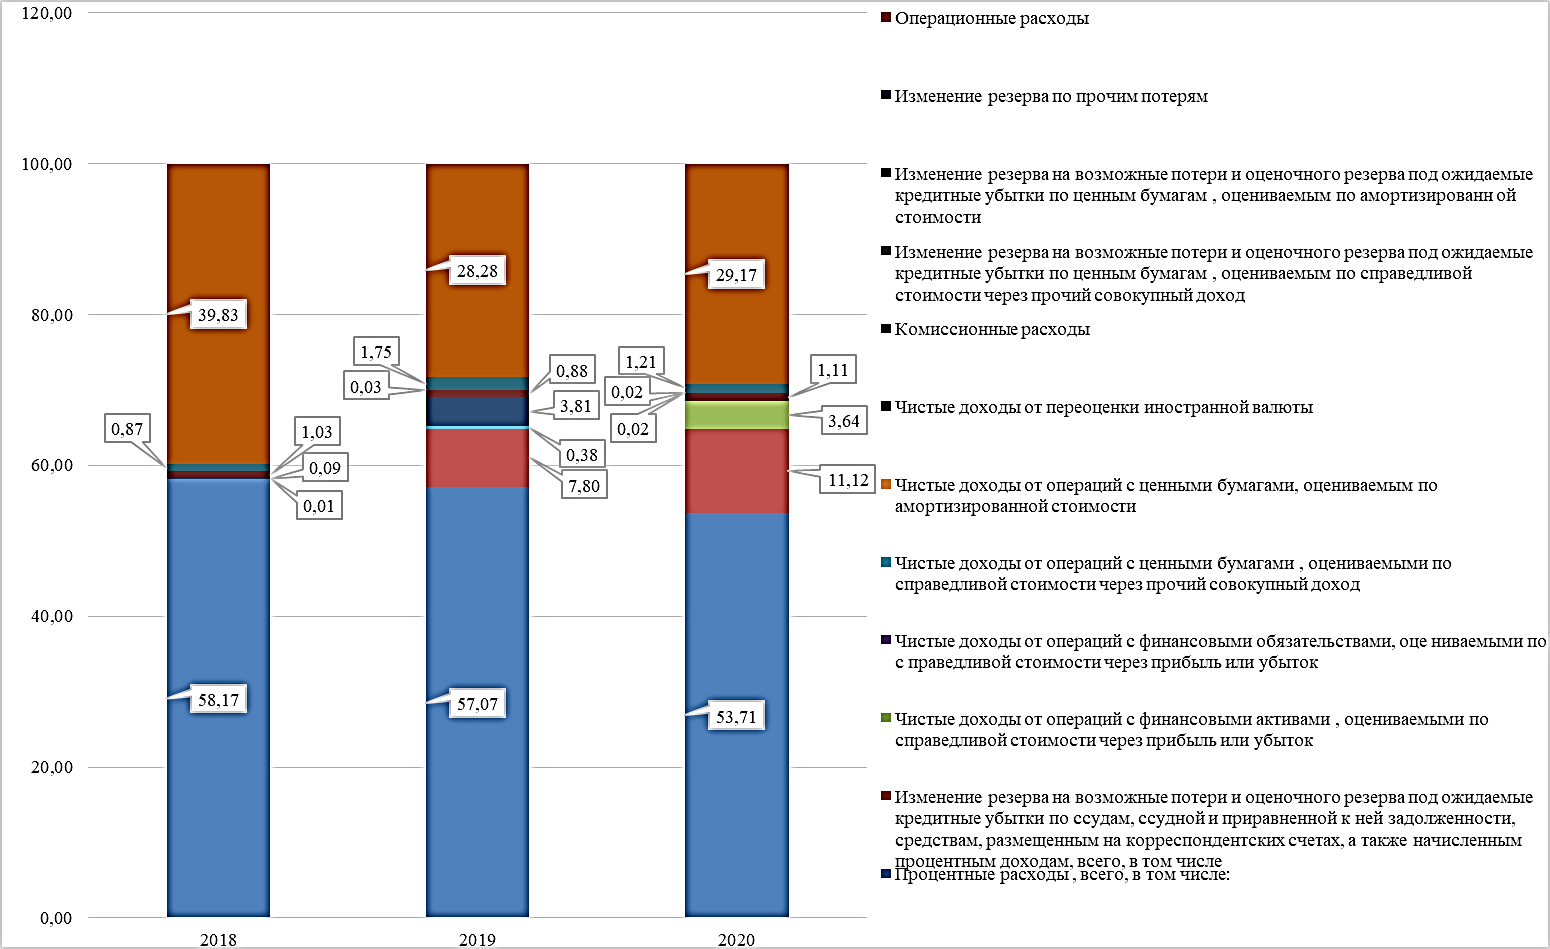 120,00
100,00
80,00
60,00
40,00
20,00
0,00
39,83
0,87
1,03
0,09
0,01
58,17
28,28
1,75
0,03
0,88
3,81
0,38
7,80
57,07
29,17
1,21
0,02
0,02
1,11
3,64
11,12
53,71
2018
2019
2020
Операционные расходы
Изменение резерва по прочим потерям
Изменение резерва на возможные потери и оценочного резерва под ожидаемые
кредитные убытки по ценным бумагам , оцениваемым по амортизированн ой
стоимости
Изменение резерва на возможные потери и оценочного резерва под ожидаемые
кредитные убытки по ценным бумагам , оцениваемым по справедливой
стоимости через прочий совокупный доход
Комиссионные расходы
Чистые доходы от переоценки иностранной валюты
Чистые доходы от операций с ценными бумагами, оцениваемым по
амортизированной стоимости
Чистые доходы от операций с ценными бумагами , оцениваемыми по
справедливой стоимости через прочий совокупный доход
Чистые доходы от операций с финансовыми обязательствами, оце ниваемыми по
с праведливой стоимости через прибыль или убыток
Чистые доходы от операций с финансовыми активами , оцениваемыми по
справедливой стоимости через прибыль или убыток
Изменение резерва на возможные потери и оценочного резерва под ожидаемые
кредитные убытки по ссудам, ссудной и приравненной к ней задолженности,
средствам, размещенным на корреспондентских счетах, а также начисленным
процентным доходам, всего, в том числе
Процентные расходы , всего, в том числе: